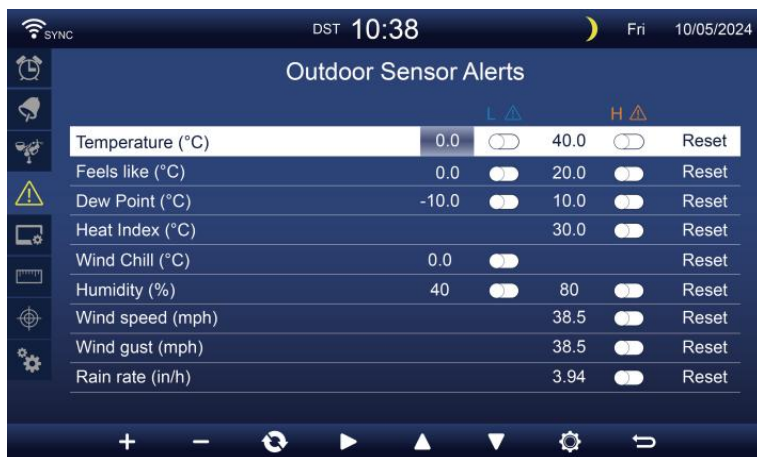 SYNC DST 10:38 Fri 10/05/2024
Outdoor Sensor Alerts
L H
Temperature (°C) 0.0 40.0 Reset
Feels like (°C) 0.0 20.0 Reset
Dew Point (°C) -10.0 10.0 Reset
Heat Index (°C) 30.0 Reset
Wind Chill (°C) 0.0 Reset
Humidity (%) 40 80 Reset
Wind speed (mph) 38.5 Reset
Wind gust (mph) 38.5 Reset
Rain rate (in/h) 3.94 Reset